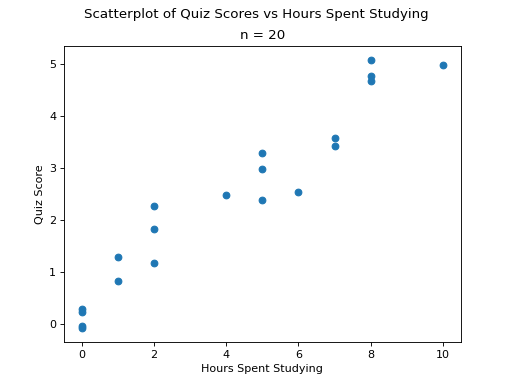 Scatterplot of Quiz Scores vs Hours Spent Studying
n = 20
5
4
3
2
1
0
Quiz Score
0 2 4 6 8 10
Hours Spent Studying